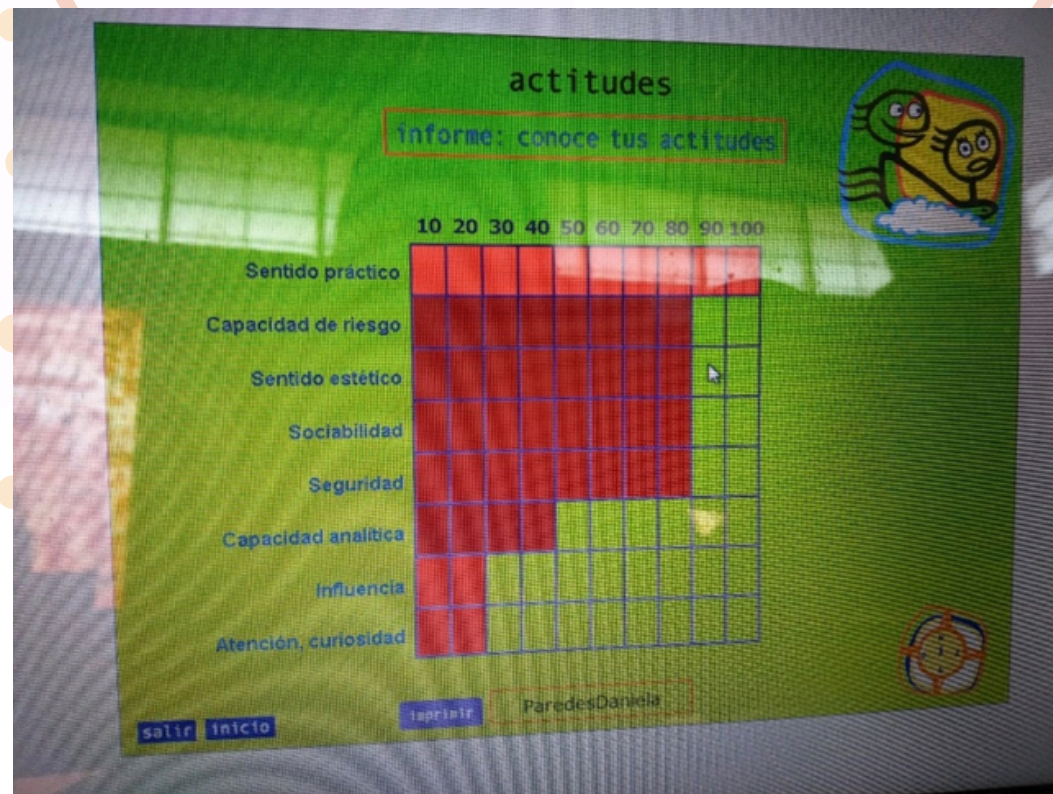 actitudes
informe: conoce tus actitudes
10 20 30 40 50 60 70 80 90 100
Sentido práctico
Capacidad de riesgo
Sentido estético
Sociabilidad
Seguridad
Capacidad analítica
Influencia
Atención, curiosidad
imprimir ParedesDaniela
salir inicio